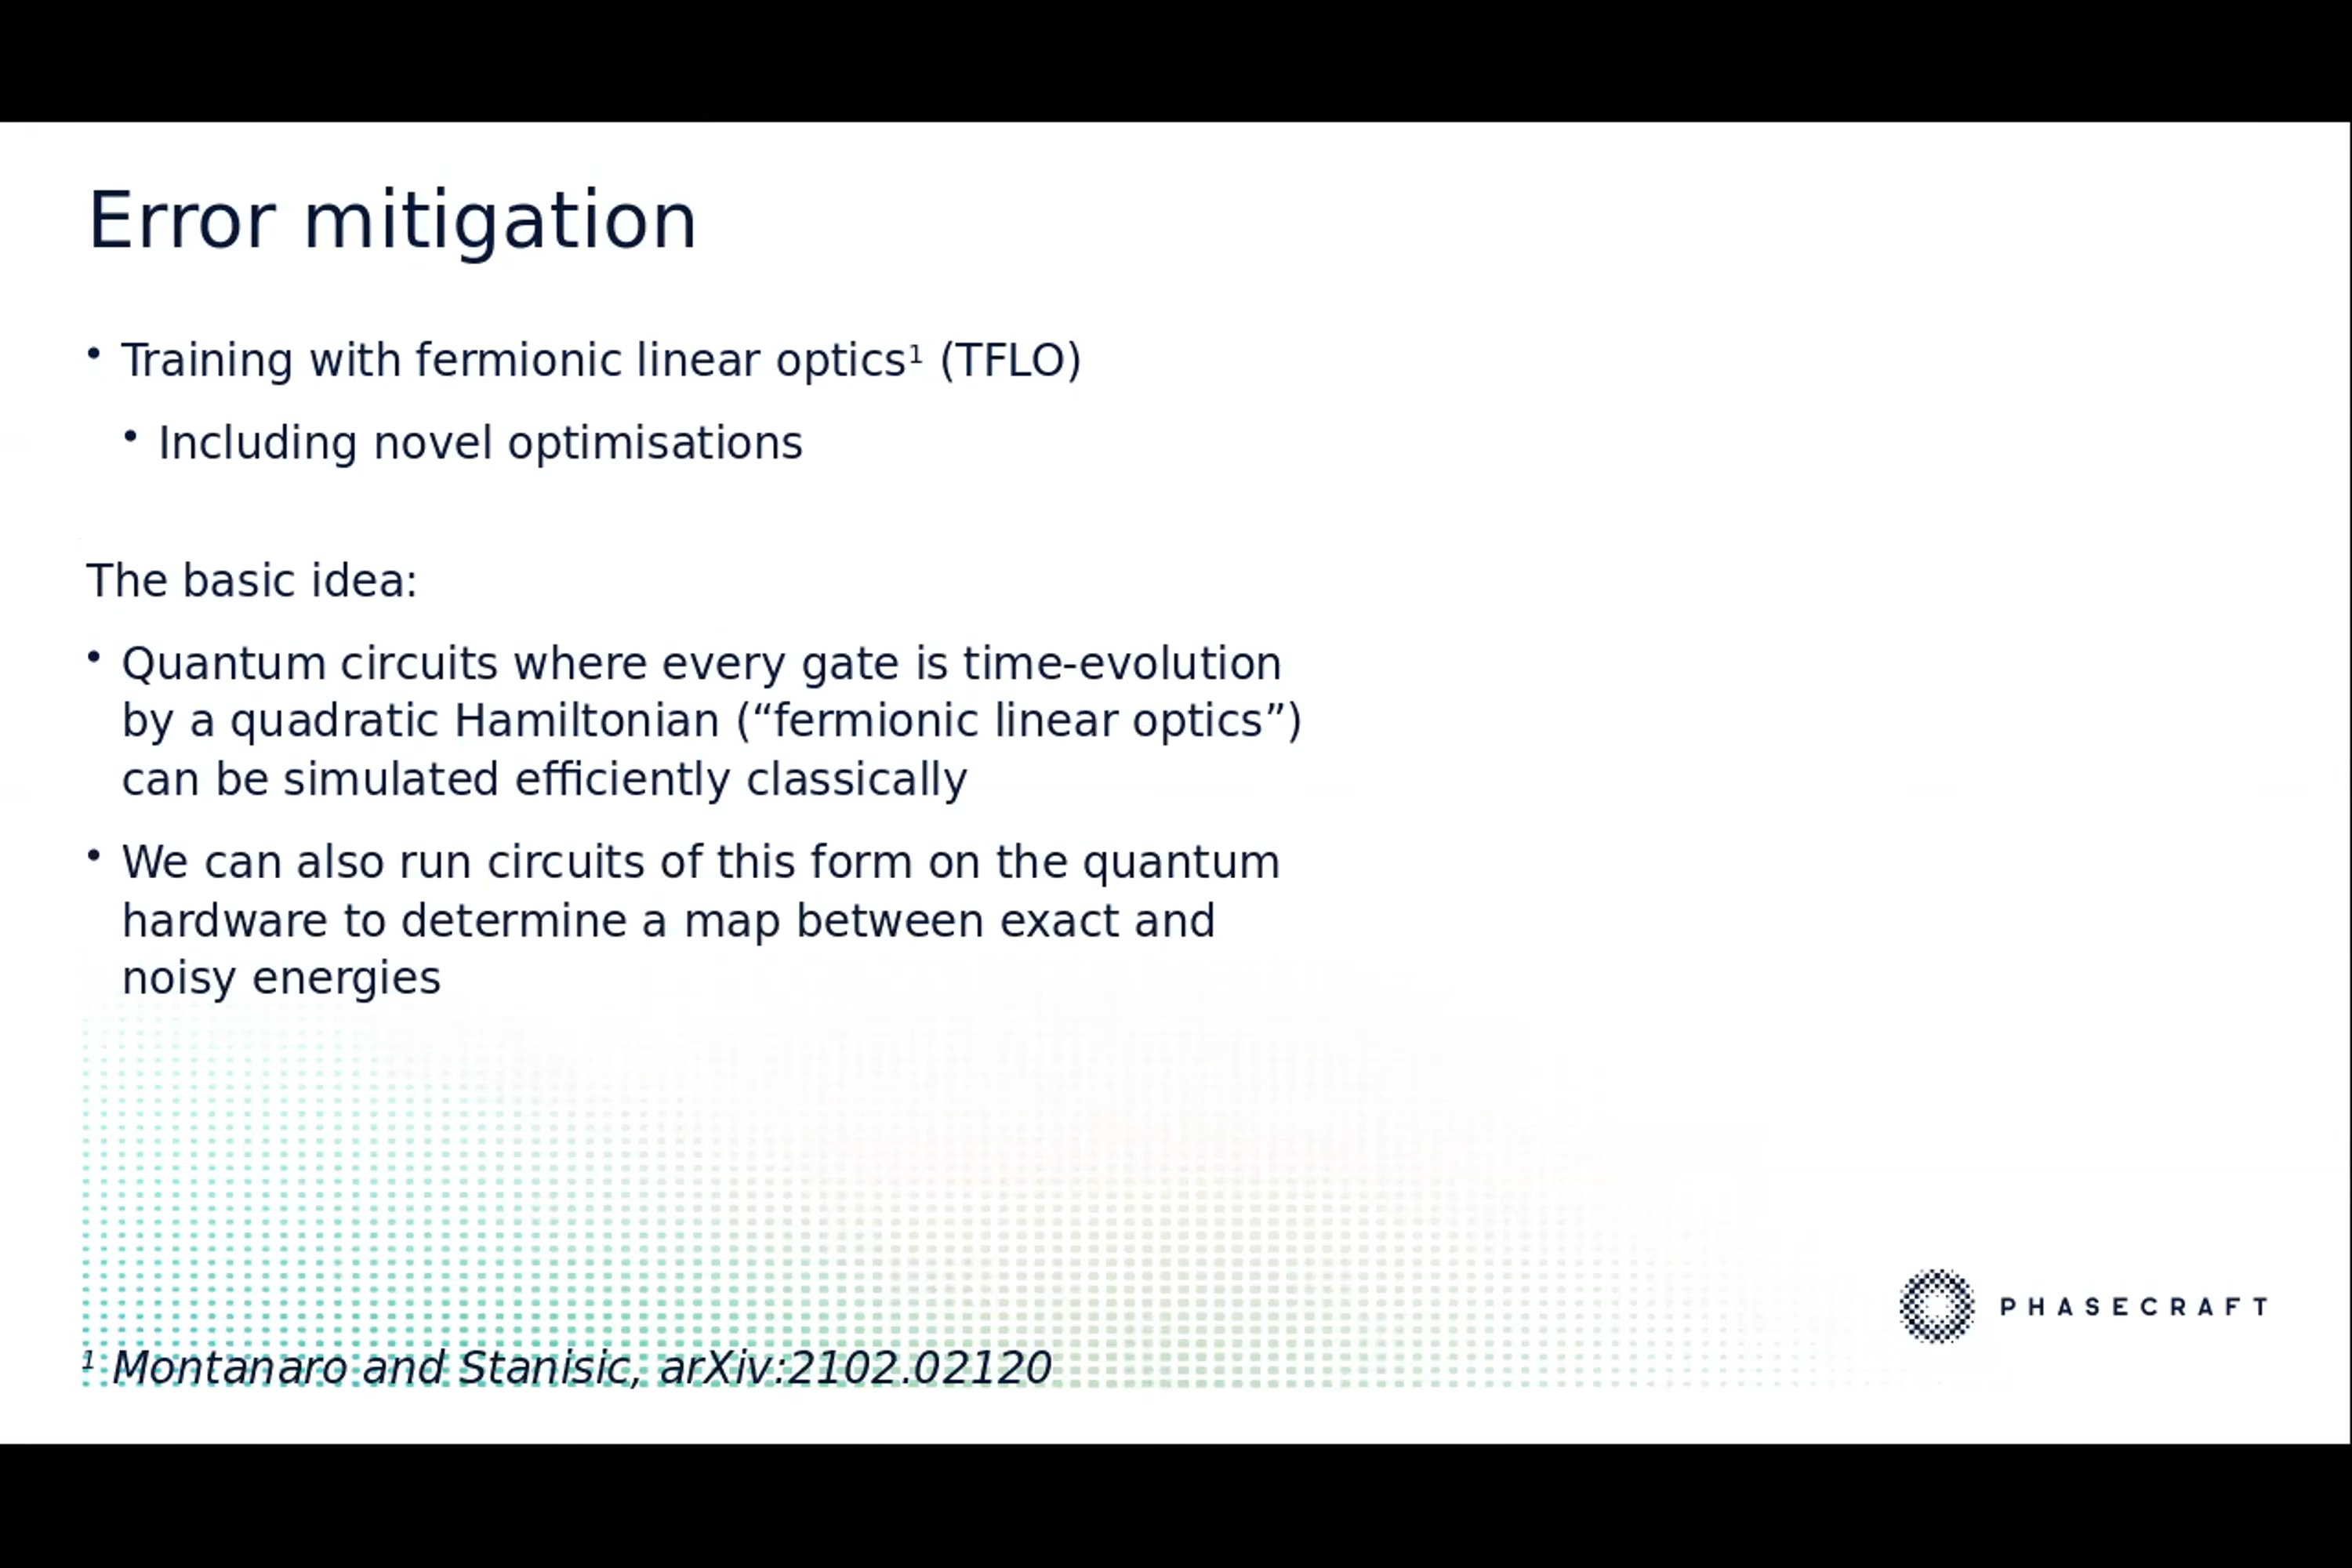 Error mitigation
• Training with fermionic linear optics¹ (TFLO)
• Including novel optimisations
The basic idea:
• Quantum circuits where every gate is time-evolution
by a quadratic Hamiltonian (“fermionic linear optics”)
can be simulated efficiently classically
• We can also run circuits of this form on the quantum
hardware to determine a map between exact and
noisy energies
PHASECRAFT
¹ Montanaro and Stanisic, arXiv:2102.02120